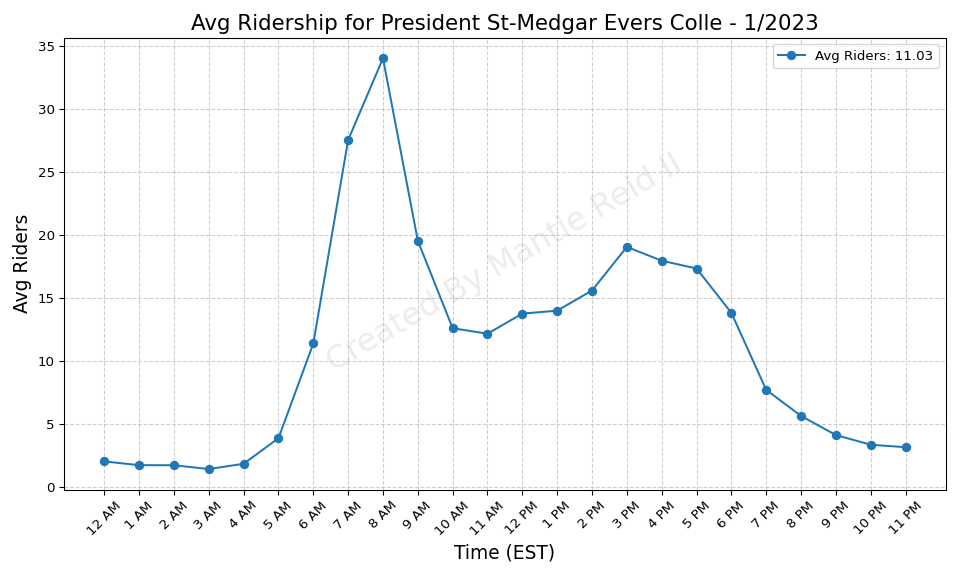 Avg Ridership for President St-Medgar Evers Colle - 1/2023
Avg Riders: 11.03
Created By Mantie Reid II
Avg Riders
35
30
25
20
15
10
5
0
12 AM
1 AM
2 AM
3 AM
4 AM
5 AM
6 AM
7 AM
8 AM
9 AM
10 AM
11 AM
12 PM
1 PM
2 PM
3 PM
4 PM
5 PM
6 PM
7 PM
8 PM
9 PM
10 PM
11 PM
Time (EST)